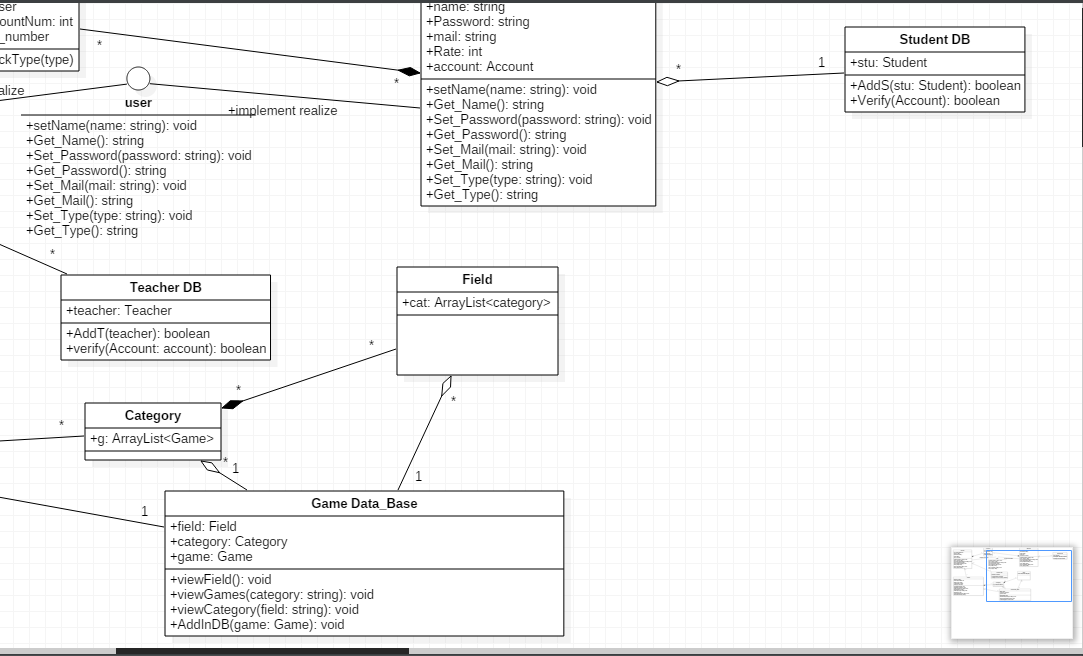 ser
ountNum: int
_number
ckType(type)
*
alize
user
+implement realize
+setName(name: string): void
+Get_Name(): string
+Set_Password(password: string): void
+Get_Password(): string
+Set_Mail(mail: string): void
+Get_Mail(): string
+Set_Type(type: string): void
+Get_Type(): string
+name: string
+Password: string
+mail: string
+Rate: int
+account: Account
*
+setName(name: string): void
+Get_Name(): string
+Set_Password(password: string): void
+Get_Password(): string
+Set_Mail(mail: string): void
+Get_Mail(): string
+Set_Type(type: string): void
+Get_Type(): string
*
1
Student DB
+stu: Student
+AddS(stu: Student): boolean
+Verify(Account): boolean
*
Teacher DB
+teacher: Teacher
+AddT(teacher): boolean
+verify(Account: account): boolean
Field
+cat: ArrayList<category>
*
*
*
*
Category
+g: ArrayList<Game>
*
1
1
1
Game Data_Base
+field: Field
+category: Category
+game: Game
+viewField(): void
+viewGames(category: string): void
+viewCategory(field: string): void
+AddInDB(game: Game): void